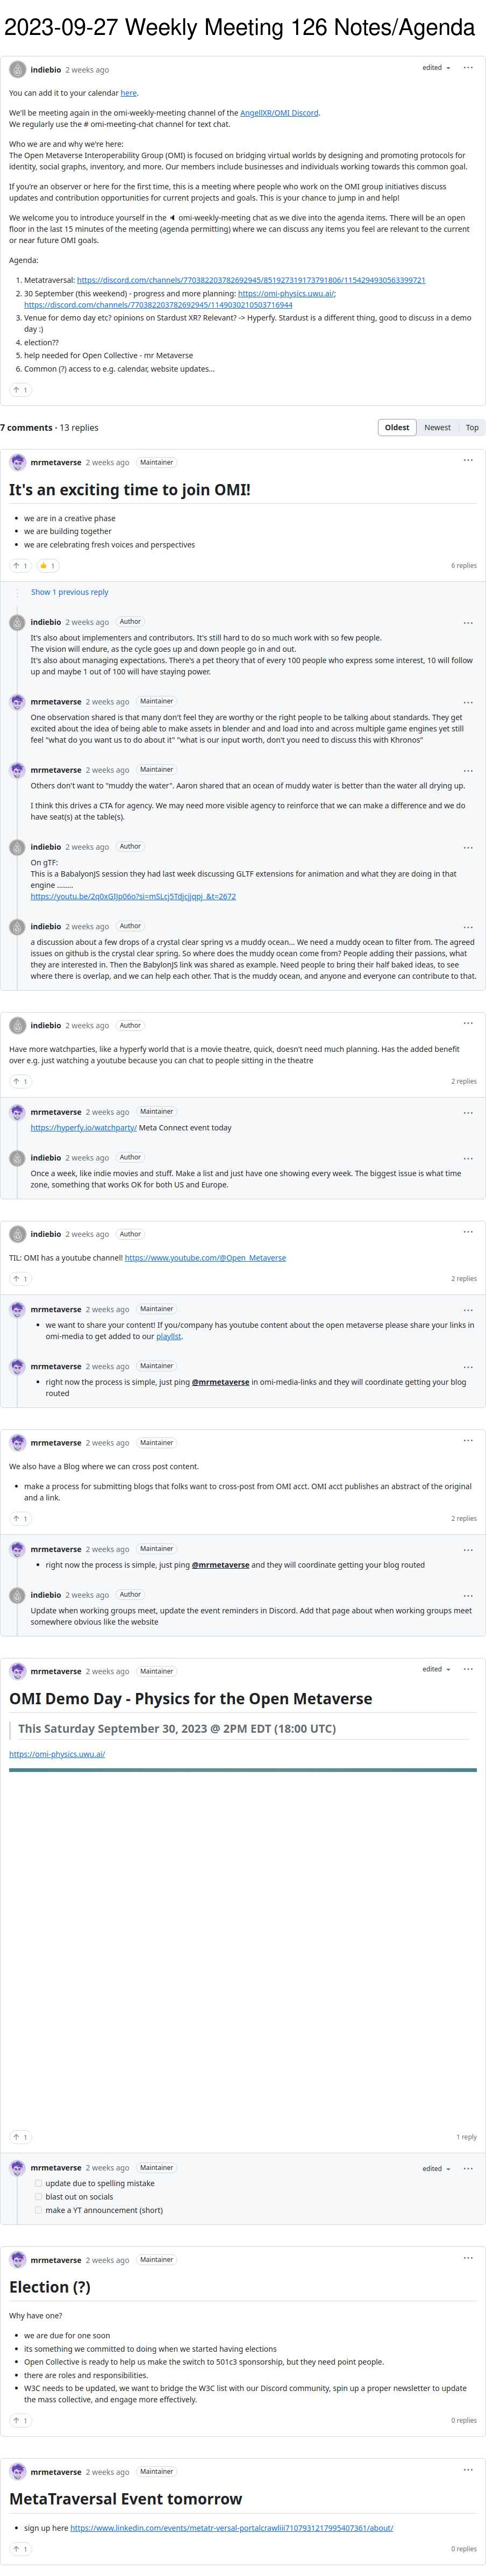 2023-09-27 Weekly Meeting 126 Notes/Agenda
indiebio 2 weeks ago edited
You can add it to your calendar here.
We'll be meeting again in the omi-weekly-meeting channel of the AngellXR/OMI Discord.
We regularly use the # omi-meeting-chat channel for text chat.
Who we are and why we're here:
The Open Metaverse Interoperability Group (OMI) is focused on bridging virtual worlds by designing and promoting protocols for
identity, social graphs, inventory, and more. Our members include businesses and individuals working towards this common goal.
If you're an observer or here for the first time, this is a meeting where people who work on the OMI group initiatives discuss
updates and contribution opportunities for current projects and goals. This is your chance to jump in and help!
We welcome you to introduce yourself in the 🔈 omi-weekly-meeting chat as we dive into the agenda items. There will be an open
floor in the last 15 minutes of the meeting (agenda permitting) where we can discuss any items you feel are relevant to the current
or near future OMI goals.
Agenda:
1. Metatraversal: https://discord.com/channels/770382203782692945/851927319173791806/1154294930563399721
2. 30 September (this weekend) - progress and more planning: https://omi-physics.uwu.ai/;
https://discord.com/channels/770382203782692945/1149030210503716944
3. Venue for demo day etc? opinions on Stardust XR? Relevant? -> Hyperfy. Stardust is a different thing, good to discuss in a demo
day :)
4. election??
5. help needed for Open Collective - mr Metaverse
6. Common (?) access to e.g. calendar, website updates...
↑ 1
7 comments · 13 replies
Oldest Newest Top
mrmetaverse 2 weeks ago Maintainer
It's an exciting time to join OMI!
• we are in a creative phase
• we are building together
• we are celebrating fresh voices and perspectives
↑ 1 👍 1 6 replies
Show 1 previous reply
indiebio 2 weeks ago Author
It's also about implementers and contributors. It's still hard to do so much work with so few people.
The vision will endure, as the cycle goes up and down people go in and out.
It's also about managing expectations. There's a pet theory that of every 100 people who express some interest, 10 will follow
up and maybe 1 out of 100 will have staying power.
mrmetaverse 2 weeks ago Maintainer
One observation shared is that many don't feel they are worthy or the right people to be talking about standards. They get
excited about the idea of being able to make assets in blender and and load into and across multiple game engines yet still
feel "what do you want us to do about it" "what is our input worth, don't you need to discuss this with Khronos"
mrmetaverse 2 weeks ago Maintainer
Others don't want to "muddy the water". Aaron shared that an ocean of muddy water is better than the water all drying up.
I think this drives a CTA for agency. We may need more visible agency to reinforce that we can make a difference and we do
have seat(s) at the table(s).
indiebio 2 weeks ago Author
On gTF:
This is a BabalyonJS session they had last week discussing GLTF extensions for animation and what they are doing in that
engine ........
https://youtu.be/2q0xGIJp06o?si=mSLcj5Tdjcjjqpj_&t=2672
indiebio 2 weeks ago Author
a discussion about a few drops of a crystal clear spring vs a muddy ocean... We need a muddy ocean to filter from. The agreed
issues on github is the crystal clear spring. So where does the muddy ocean come from? People adding their passions, what
they are interested in. Then the BabylonJS link was shared as example. Need people to bring their half baked ideas, to see
where there is overlap, and we can help each other. That is the muddy ocean, and anyone and everyone can contribute to that.
indiebio 2 weeks ago Author
Have more watchparties, like a hyperfy world that is a movie theatre, quick, doesn't need much planning. Has the added benefit
over e.g. just watching a youtube because you can chat to people sitting in the theatre
↑ 1 2 replies
mrmetaverse 2 weeks ago Maintainer
https://hyperfy.io/watchparty/ Meta Connect event today
indiebio 2 weeks ago Author
Once a week, like indie movies and stuff. Make a list and just have one showing every week. The biggest issue is what time
zone, something that works OK for both US and Europe.
indiebio 2 weeks ago Author
TIL: OMI has a youtube channel! https://www.youtube.com/@Open_Metaverse
↑ 1 2 replies
mrmetaverse 2 weeks ago Maintainer
• we want to share your content! If you/company has youtube content about the open metaverse please share your links in
omi-media to get added to our playlist.
mrmetaverse 2 weeks ago Maintainer
• right now the process is simple, just ping @mrmetaverse in omi-media-links and they will coordinate getting your blog
routed
mrmetaverse 2 weeks ago Maintainer
We also have a Blog where we can cross post content.
• make a process for submitting blogs that folks want to cross-post from OMI acct. OMI acct publishes an abstract of the original
and a link.
↑ 1 2 replies
mrmetaverse 2 weeks ago Maintainer
• right now the process is simple, just ping @mrmetaverse and they will coordinate getting your blog routed
indiebio 2 weeks ago Author
Update when working groups meet, update the event reminders in Discord. Add that page about when working groups meet
somewhere obvious like the website
mrmetaverse 2 weeks ago Maintainer edited
OMI Demo Day - Physics for the Open Metaverse
This Saturday September 30, 2023 @ 2PM EDT (18:00 UTC)
https://omi-physics.uwu.ai/
↑ 1 1 reply
mrmetaverse 2 weeks ago Maintainer edited
update due to spelling mistake
blast out on socials
make a YT announcement (short)
mrmetaverse 2 weeks ago Maintainer
Election (?)
Why have one?
• we are due for one soon
• its something we committed to doing when we started having elections
• Open Collective is ready to help us make the switch to 501c3 sponsorship, but they need point people.
• there are roles and responsibilities.
• W3C needs to be updated, we want to bridge the W3C list with our Discord community, spin up a proper newsletter to update
the mass collective, and engage more effectively.
↑ 1 0 replies
mrmetaverse 2 weeks ago Maintainer
MetaTraversal Event tomorrow
• sign up here https://www.linkedin.com/events/metatr-versal-portalcrawliii7107931217995407361/about/
↑ 1 0 replies